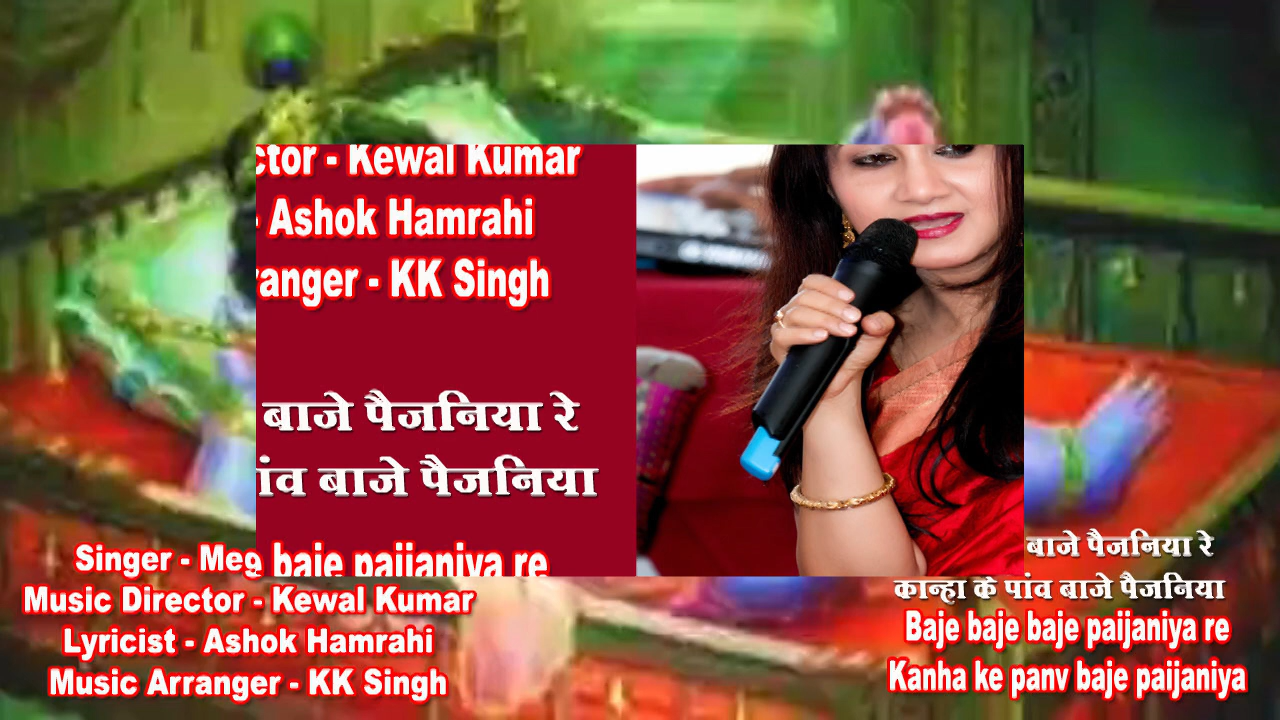 ctor - Kewal Kumar
- Ashok Hamrahi
ranger - KK Singh
बाजे पैजनिया रे
पांव बाजे पैजनिया
baje paijaniya re
Singer - Meg
Music Director - Kewal Kumar
Lyricist - Ashok Hamrahi
Music Arranger - KK Singh
बाजे पैजनिया रे
कान्हा के पांव बाजे पैजनिया
Baje baje baje paijaniya re
Kanha ke panv baje paijaniya